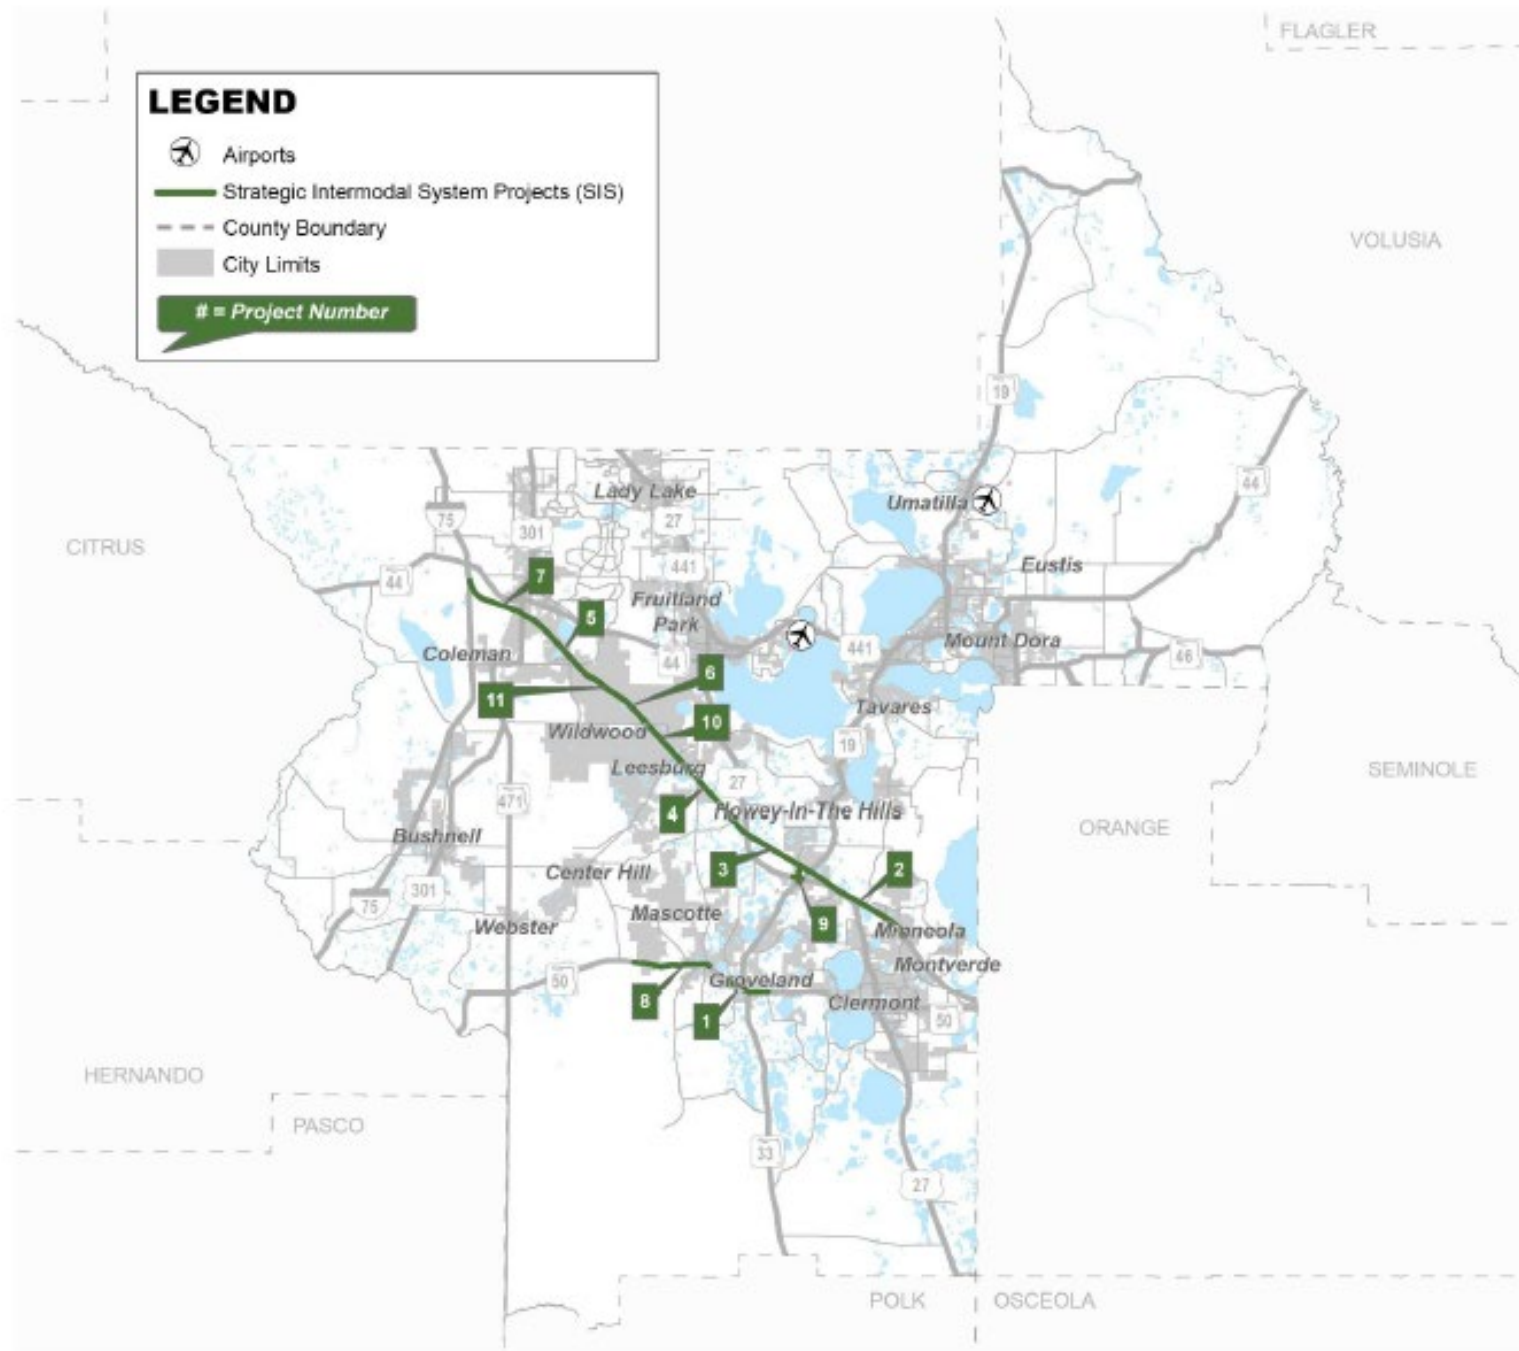 FLAGLER
LEGEND
Airports
Strategic Intermodal System Projects (SIS)
County Boundary
City Limits
# = Project Number
VOLUSIA
19
44
Lady Lake
Umatilla
75
301
27
CITRUS
441
Eustis
44
7
Fruitland
Park
5
Mount Dora
441
46
Coleman
44
6
11
Tavares
10
Wildwood
19
Leesburg
27
SEMINOLE
471
4
Howey-In-The Hills
ORANGE
Bushnell
Center Hill
3
2
301
75
Mascotte
9
Webster
Minneola
Montverde
50
Groveland
8
Clermont
1
50
HERNANDO
PASCO
33
27
POLK
OSCEOLA